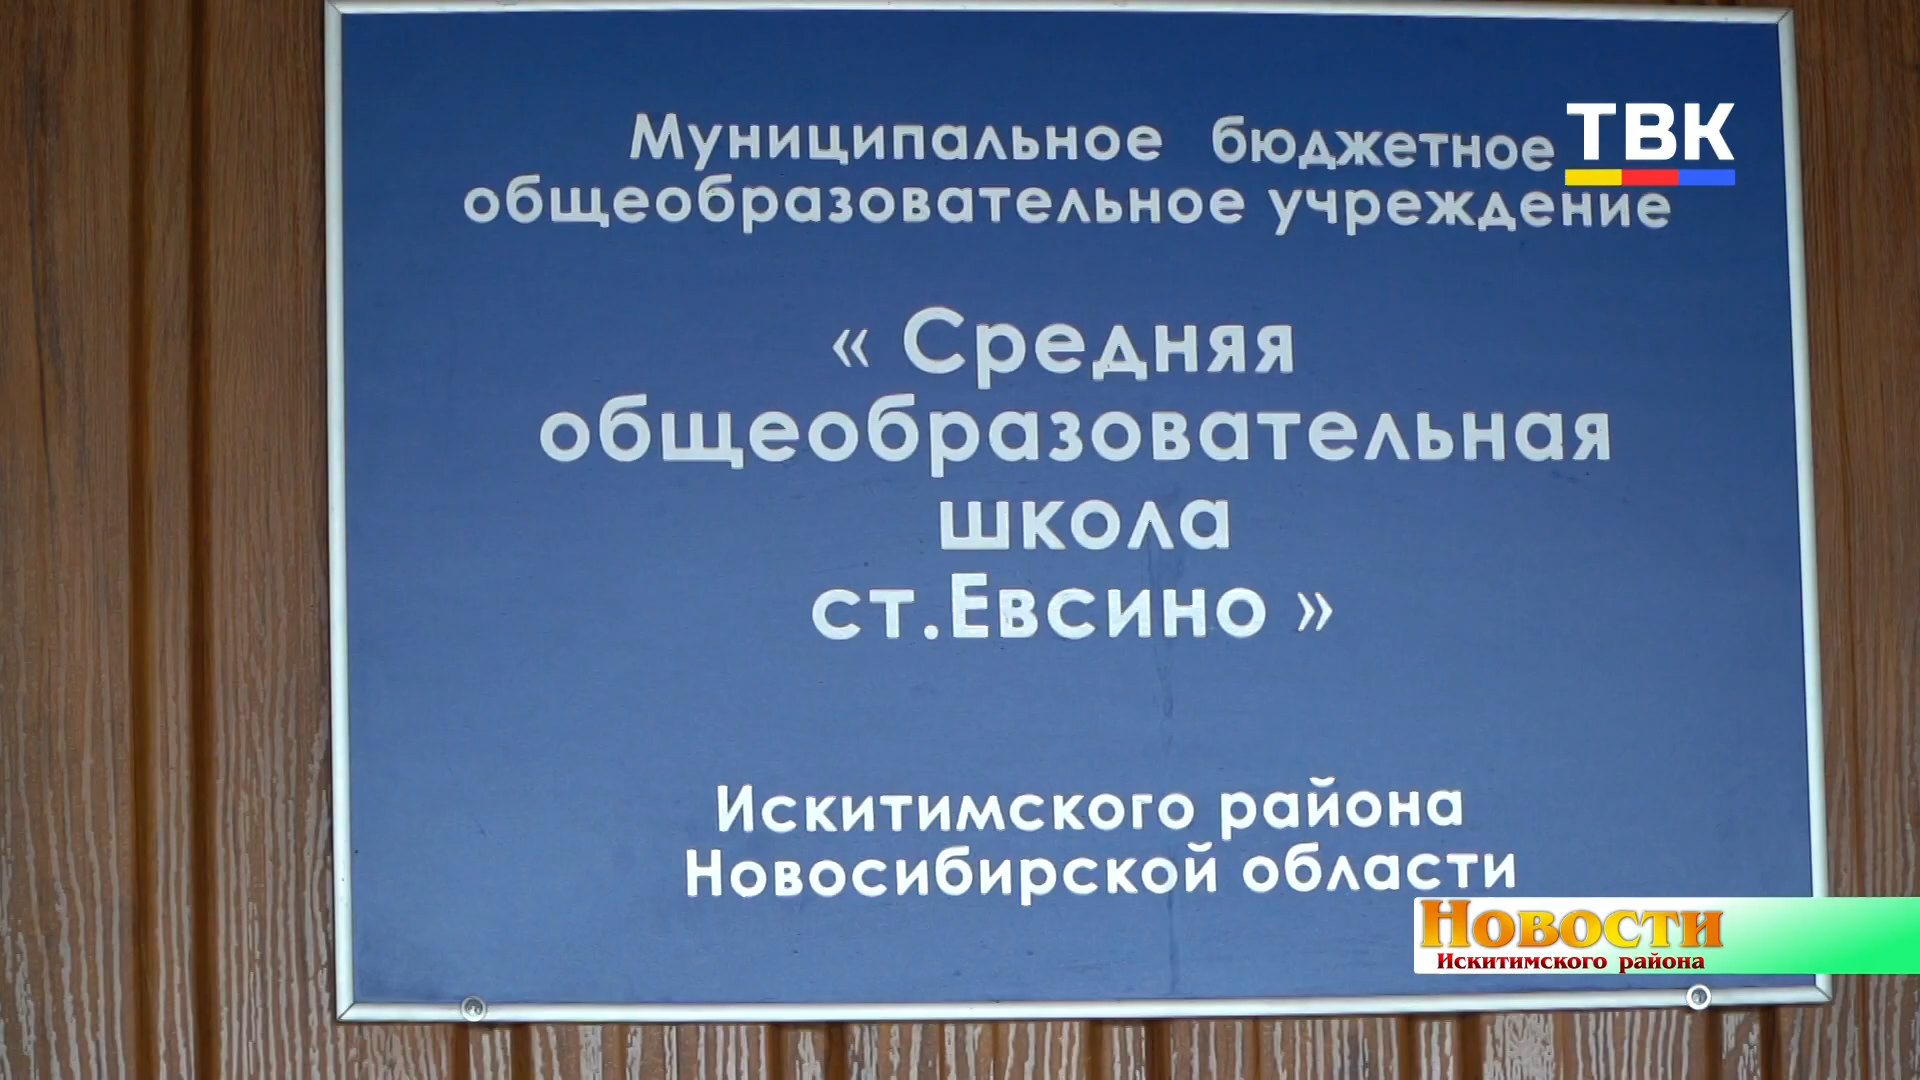 ТВК
Муниципальное бюджетное
общеобразовательное учреждение
« Средняя
общеобразовательная
школа
ст.Евсино »
Искитимского района
Новосибирской области
Новости
Искитимского района